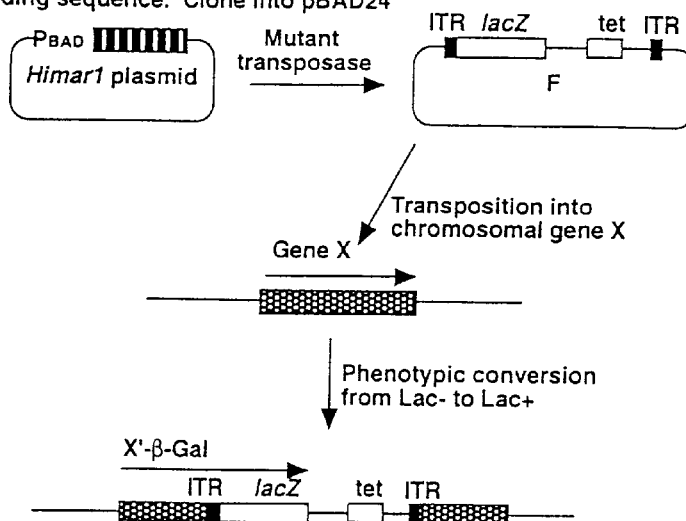 ding sequence. Clone into pBAD24
PBAD
Himar1 plasmid
Mutant
transposase
ITR lacZ tet ITR
F
Transposition into
chromosomal gene X
Gene X
Phenotypic conversion
from Lac- to Lac+
X'-β-Gal
ITR lacZ tet ITR